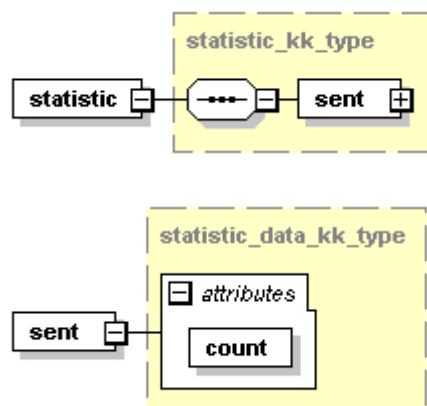 statistic_kk_type
statistic
sent
statistic_data_kk_type
attributes
sent
count